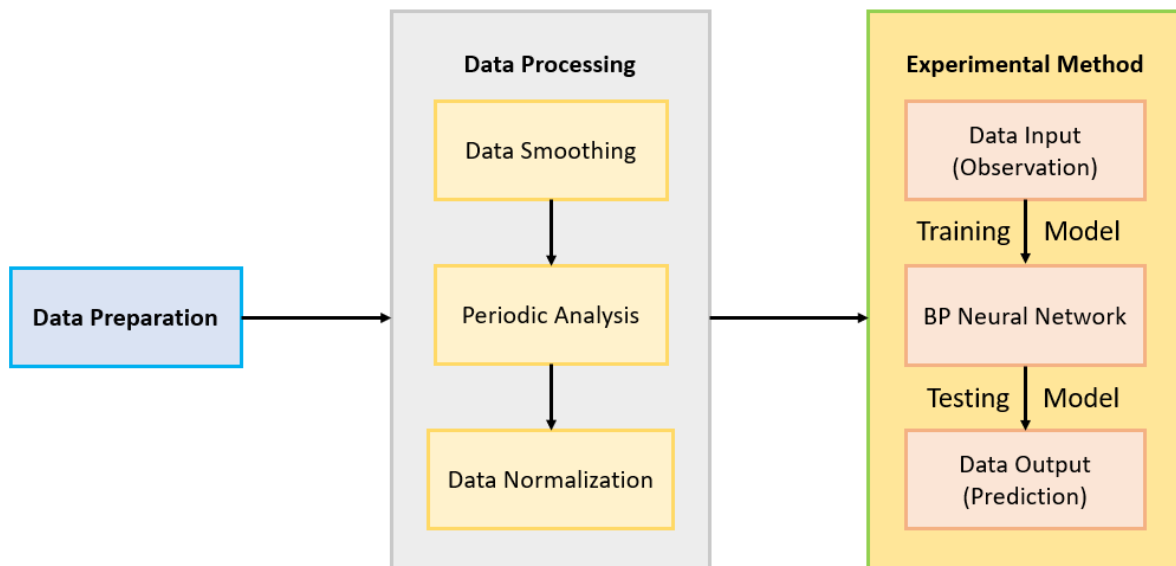 Data Preparation
Data Processing
Data Smoothing
Periodic Analysis
Data Normalization
Experimental Method
Data Input
(Observation)
Training Model
BP Neural Network
Testing Model
Data Output
(Prediction)